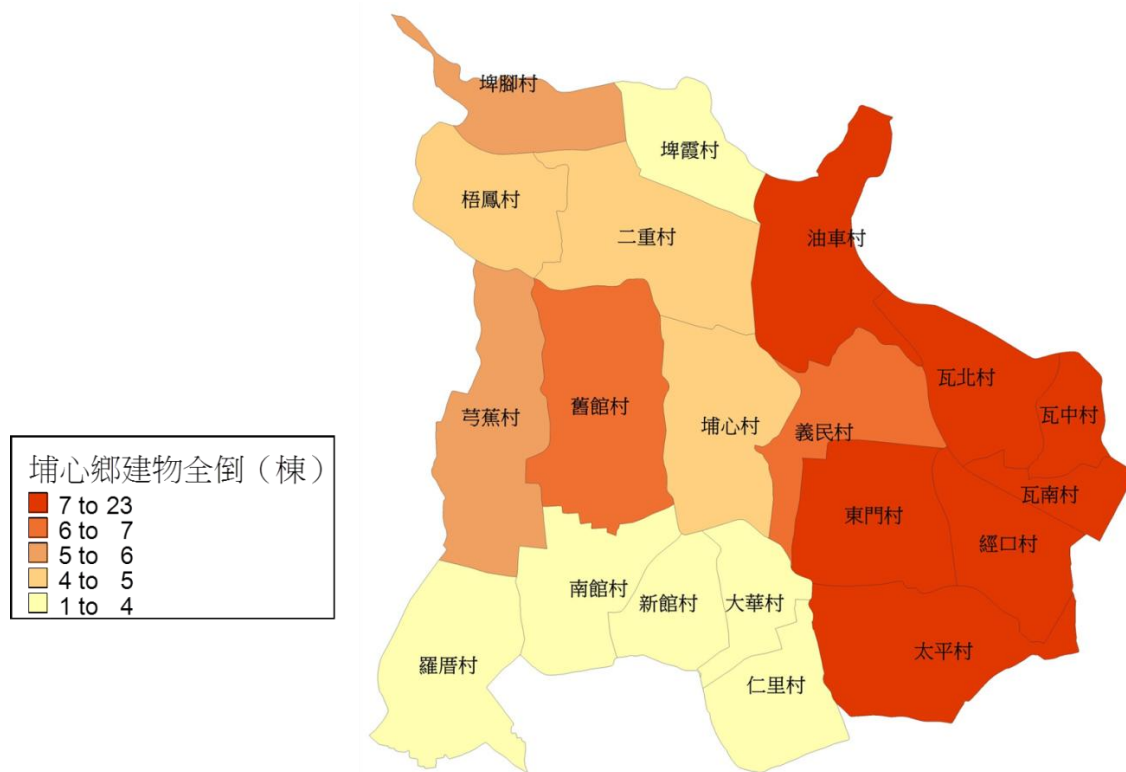 埤腳村
埤霞村
梧鳳村
二重村
油車村
瓦北村
瓦中村
芎蕉村
舊館村
埔心村
義民村
瓦南村
東門村
經口村
南館村
新館村
大華村
太平村
羅厝村
仁里村
埔心鄉建物全倒（棟）
7 to 23
6 to 7
5 to 6
4 to 5
1 to 4